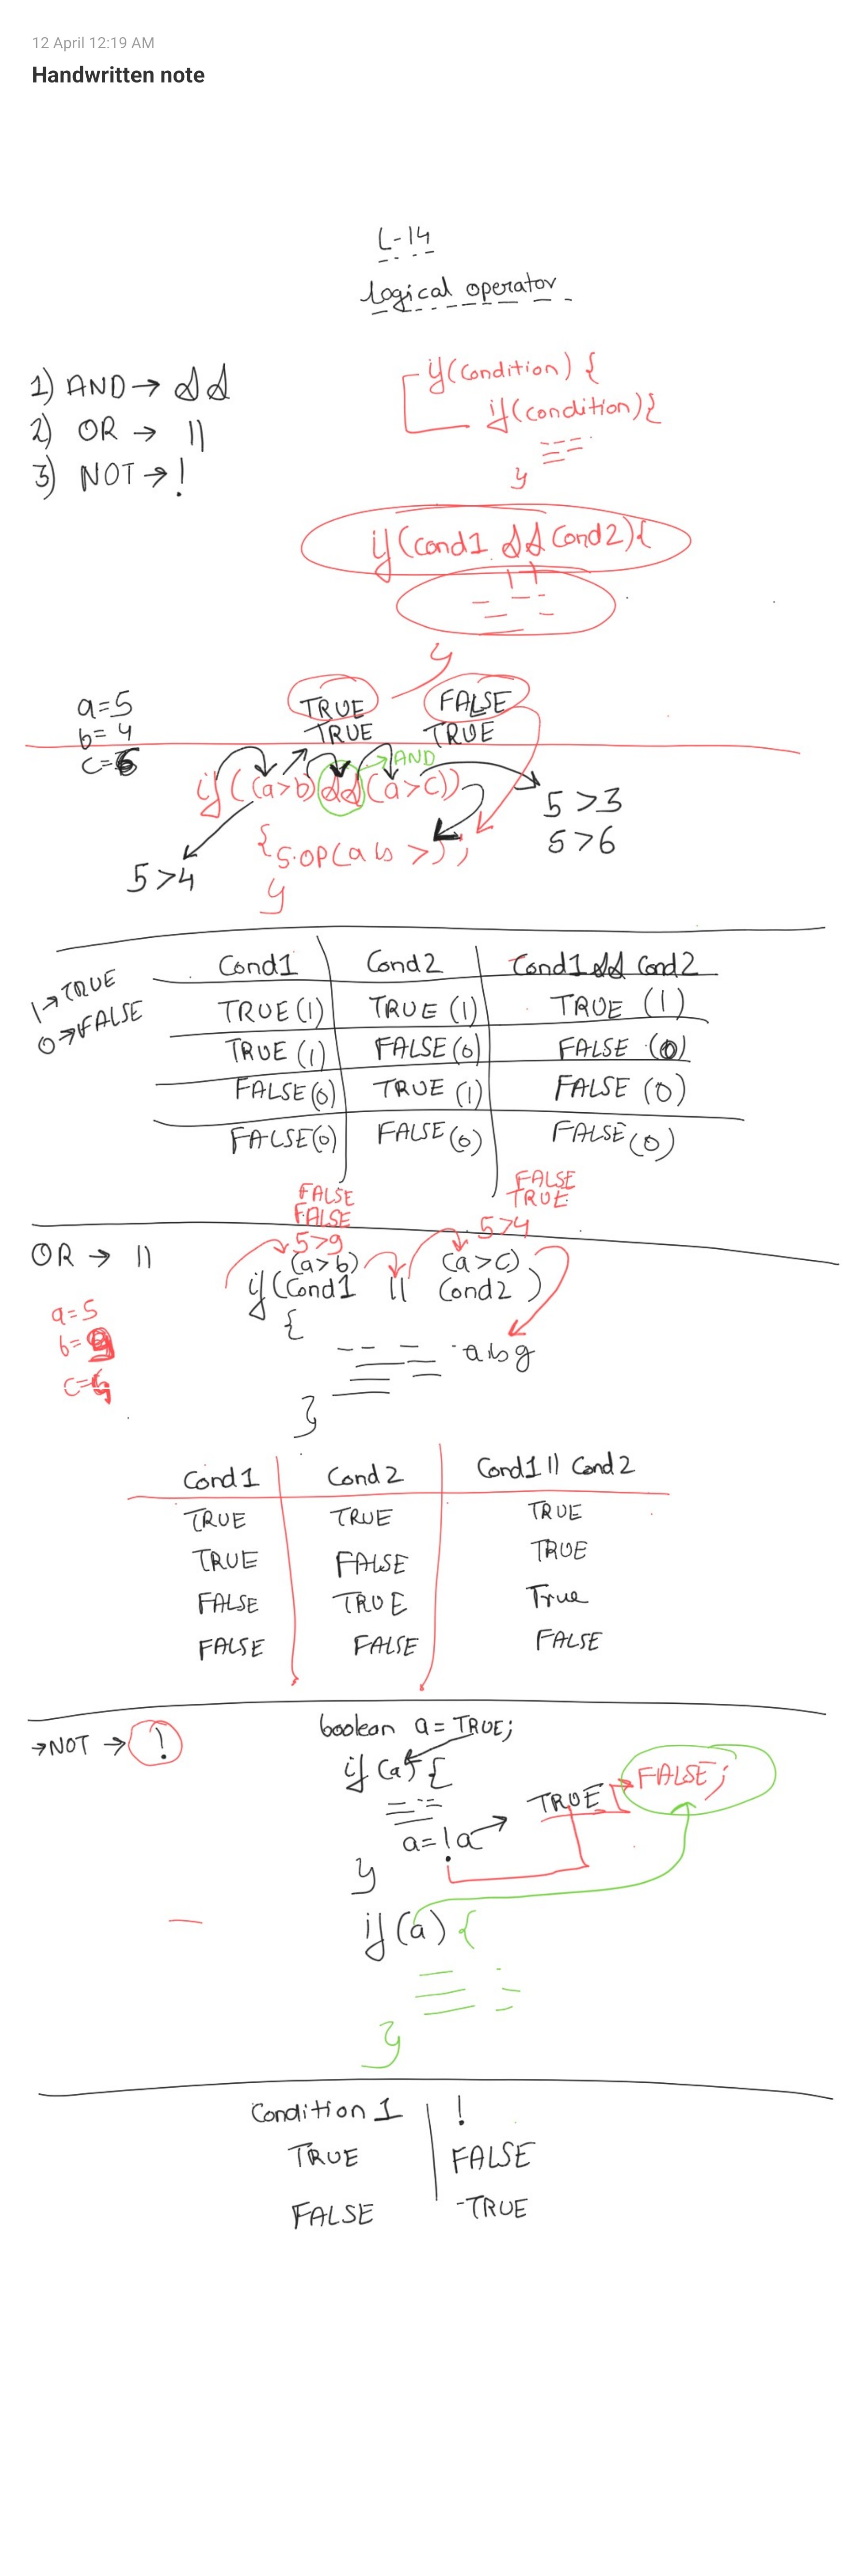 12 April 12:19 AM
Handwritten note
L-14
Logical operator
1) AND → &&
2) OR → ||
3) NOT → !
if(condition) {
if(condition){
}
if(cond1 && cond2){
}
a=5
b=4
c=6
TRUE FALSE
TRUE TRUE
→AND
if((a>b)&&(a>c))
{S.OP(a is >);
}
5>4
5>3
5>6
1→TRUE
0→FALSE
Cond1 Cond2 Cond1 && Cond2
TRUE(1) TRUE(1) TRUE (1)
TRUE(1) FALSE(0) FALSE (0)
FALSE(0) TRUE (1) FALSE (0)
FALSE(0) FALSE(0) FALSE(0)
FALSE FALSE
FALSE TRUE
5>9 5>4
OR → ||
(a>b) (a>c)
if(Cond1 || Cond2)
{
a is g
}
a=5
b=9
Cond1 Cond2 Cond1 || Cond2
TRUE TRUE TRUE
TRUE FALSE TRUE
FALSE TRUE True
FALSE FALSE FALSE
→NOT → !
boolean a=TRUE;
if(a) {
a=!a → TRUE FALSE;
}
if(a) {
}
Condition 1 !
TRUE FALSE
FALSE TRUE